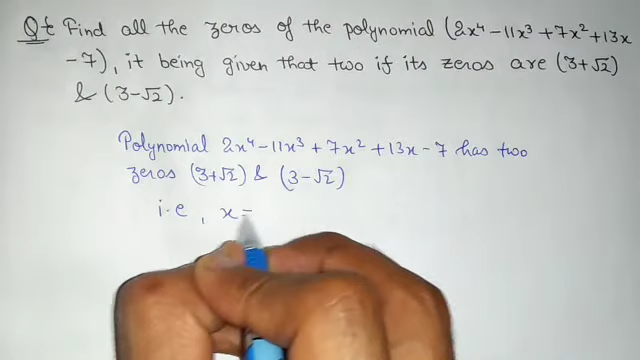 Qt Find all the zeros of the polynomial (2x⁴-11x³+7x²+13x
-7), it being given that two if its zeros are (3+√2)
& (3-√2).
Polynomial 2x⁴-11x³+7x²+13x-7 has two
zeros (3+√2) & (3-√2)
i.e, x=